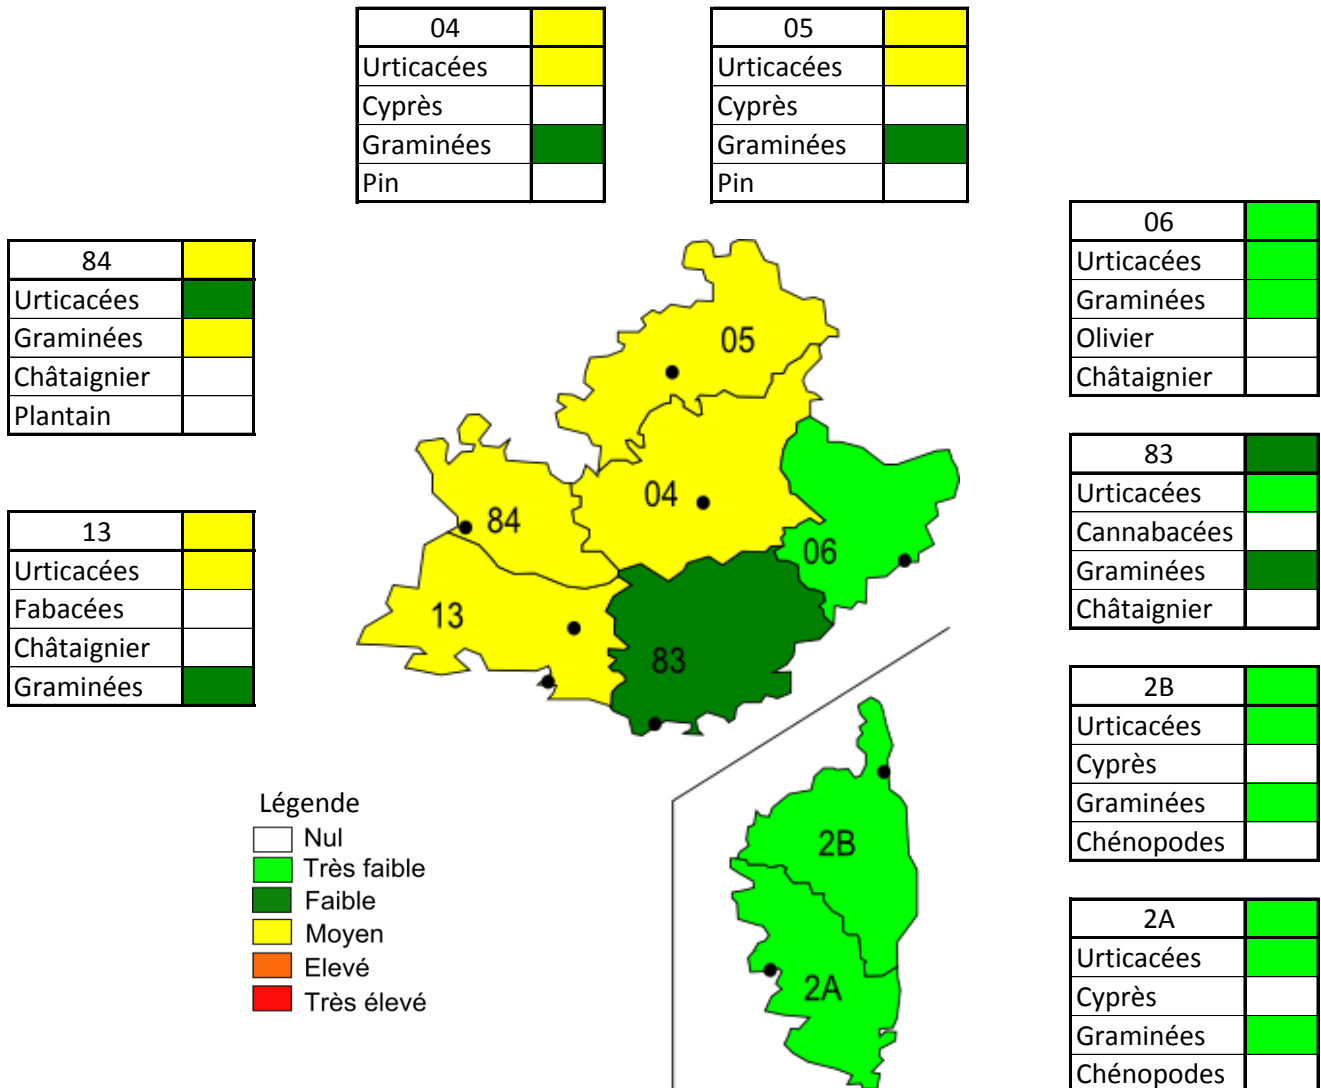 04
Urticacées
Cyprès
Graminées
Pin
05
Urticacées
Cyprès
Graminées
Pin
84
Urticacées
Graminées
Châtaignier
Plantain
13
Urticacées
Fabacées
Châtaignier
Graminées
05
04
84
06
13
83
2B
2A
Légende
Nul
Très faible
Faible
Moyen
Elevé
Très élevé
06
Urticacées
Graminées
Olivier
Châtaignier
83
Urticacées
Cannabacées
Graminées
Châtaignier
2B
Urticacées
Cyprès
Graminées
Chénopodes
2A
Urticacées
Cyprès
Graminées
Chénopodes